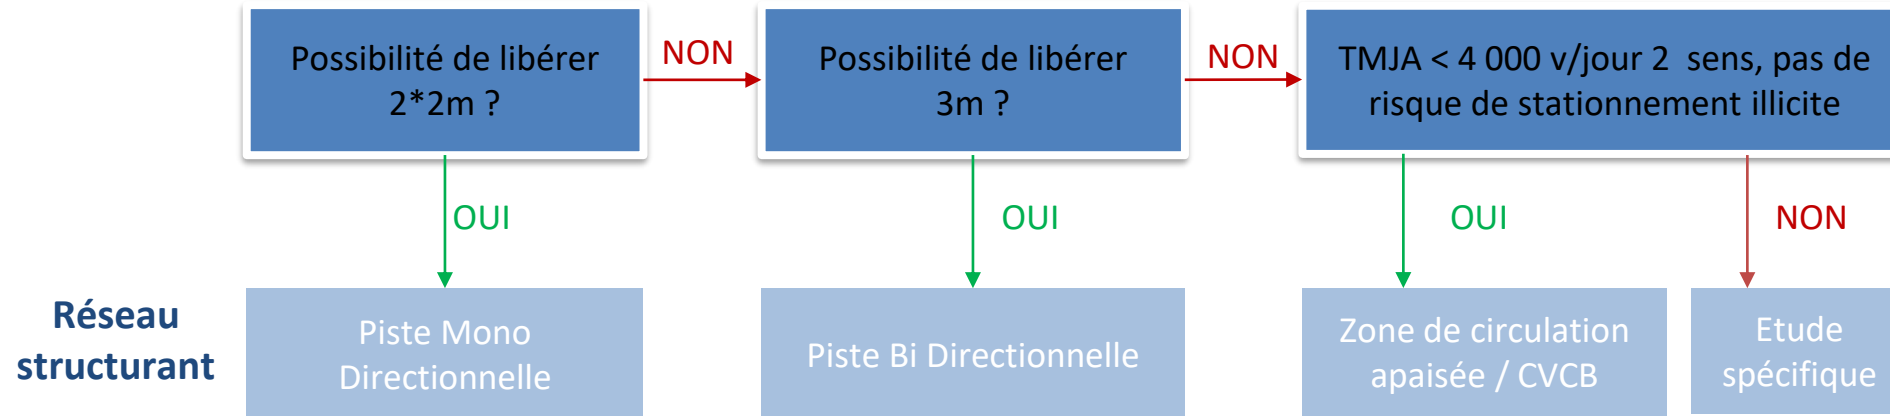 Possibilité de libérer
2*2m ?
NON
Possibilité de libérer
3m ?
NON
TMJA < 4 000 v/jour 2 sens, pas de
risque de stationnement illicite
OUI
OUI
OUI
NON
Réseau
structurant
Piste Mono
Directionnelle
Piste Bi Directionnelle
Zone de circulation
apaisée / CVCB
Etude
spécifique